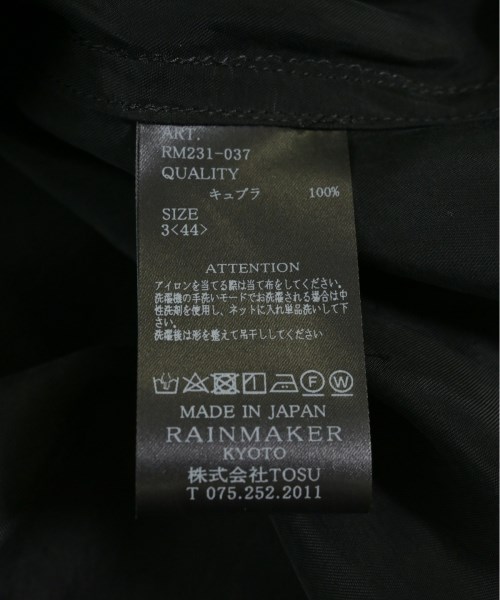 ART.
RM231-037
QUALITY
キュプラ 100%
SIZE
3<44>
ATTENTION
アイロンを当てる際は当て布をしてください。
洗濯機の手洗いモードでお洗濯される場合は中
性洗剤を使用し、ネットに入れ単品洗いして下
さい。
洗濯後は形を整えて吊干ししてください。
F W
MADE IN JAPAN
RAINMAKER
KYOTO
株式会社TOSU
T 075.252.2011